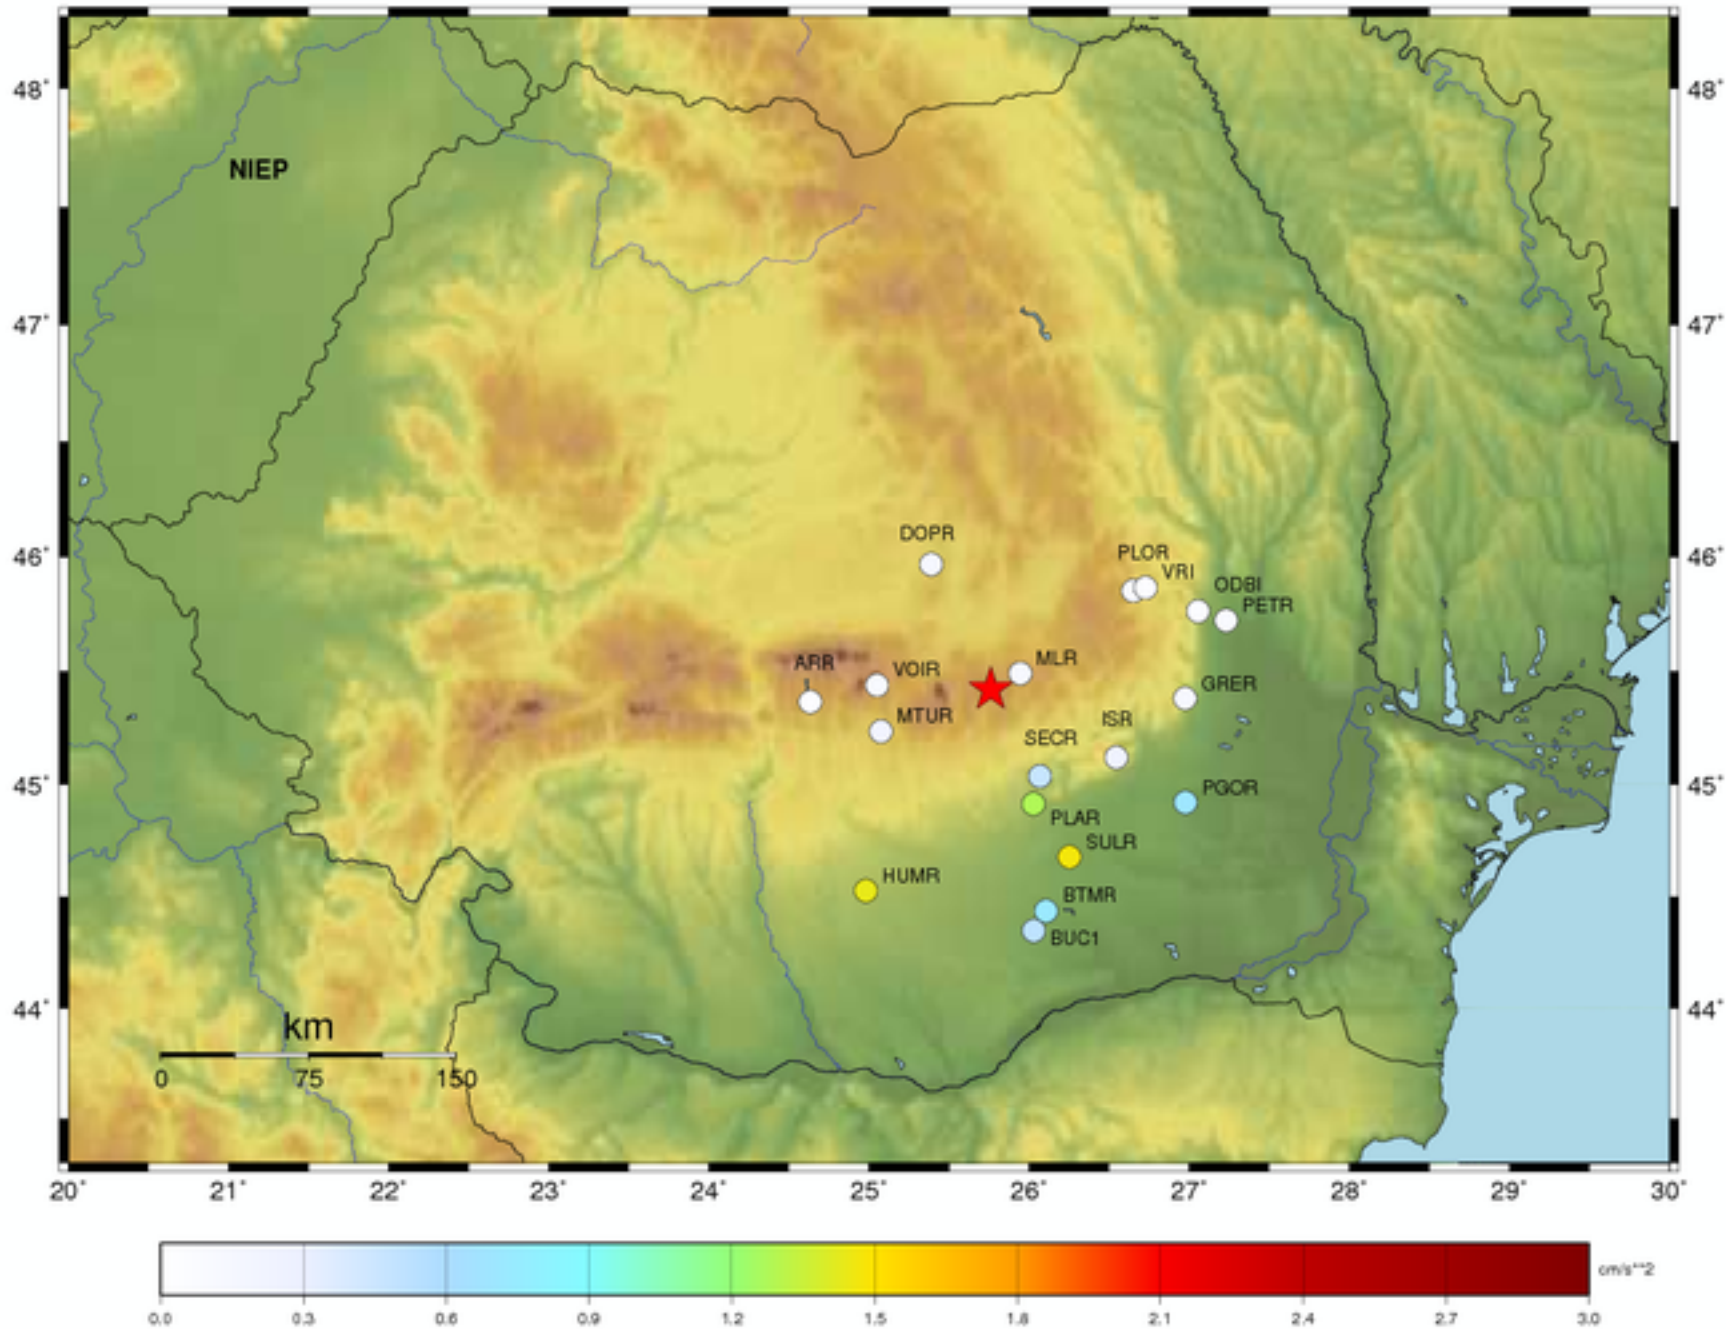 48° 48°
NIEP
47° 47°
DOPR
46° PLOR 46°
VRI
ODBI
PETR
ARR VOIR MLR
GRER
MTUR ISR
SECR
45° PGOR 45°
PLAR
SULR
HUMR
BTMR
BUC1
44° 44°
km
0 75 150
20° 21° 22° 23° 24° 25° 26° 27° 28° 29° 30°
cm/s**2
0.0 0.3 0.6 0.9 1.2 1.5 1.8 2.1 2.4 2.7 3.0